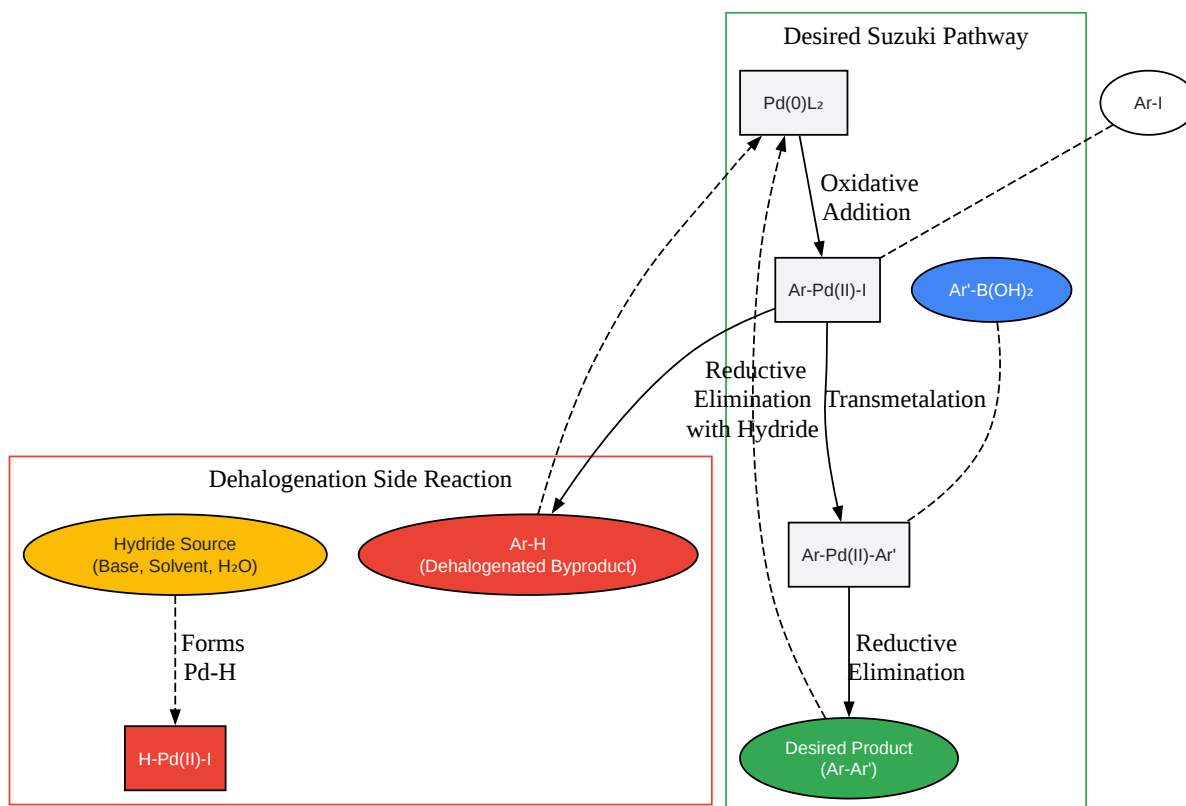 Desired Suzuki Pathway
Pd(0)L₂
Ar-I
Oxidative
Addition
Ar-Pd(II)-I
Ar'-B(OH)₂
Reductive
Elimination
with Hydride
Transmetalation
Dehalogenation Side Reaction
Hydride Source
(Base, Solvent, H₂O)
Ar-H
(Dehalogenated Byproduct)
Ar-Pd(II)-Ar'
Forms
Pd-H
Reductive
Elimination
H-Pd(II)-I
Desired Product
(Ar-Ar')